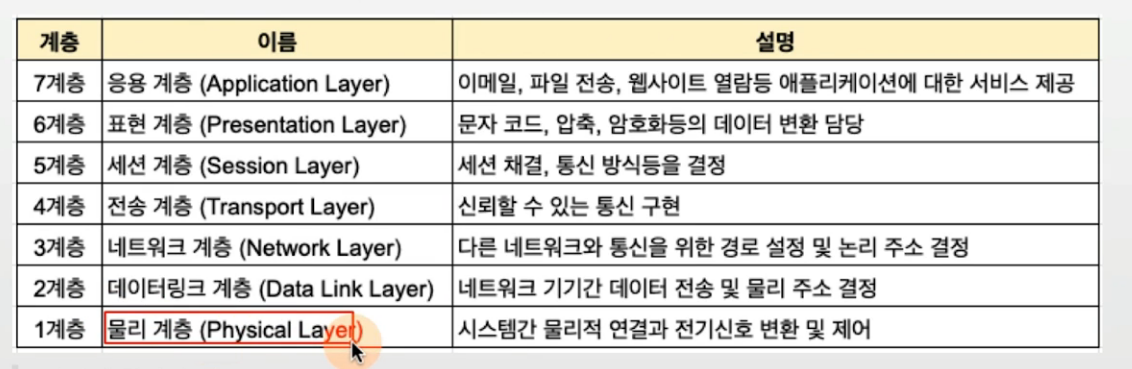 계층 이름 설명
7계층 응용 계층 (Application Layer) 이메일, 파일 전송, 웹사이트 열람등 애플리케이션에 대한 서비스 제공
6계층 표현 계층 (Presentation Layer) 문자 코드, 압축, 암호화등의 데이터 변환 담당
5계층 세션 계층 (Session Layer) 세션 채결, 통신 방식등을 결정
4계층 전송 계층 (Transport Layer) 신뢰할 수 있는 통신 구현
3계층 네트워크 계층 (Network Layer) 다른 네트워크와 통신을 위한 경로 설정 및 논리 주소 결정
2계층 데이터링크 계층 (Data Link Layer) 네트워크 기기간 데이터 전송 및 물리 주소 결정
1계층 물리 계층 (Physical Layer) 시스템간 물리적 연결과 전기신호 변환 및 제어